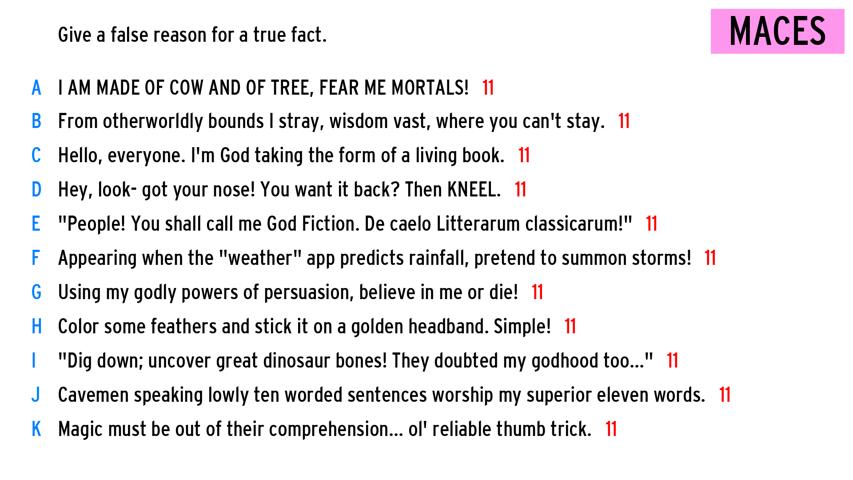 Give a false reason for a true fact.
MACES
A I AM MADE OF COW AND OF TREE, FEAR ME MORTALS! 11
B From otherworldly bounds I stray, wisdom vast, where you can't stay. 11
C Hello, everyone. I'm God taking the form of a living book. 11
D Hey, look- got your nose! You want it back? Then KNEEL. 11
E "People! You shall call me God Fiction. De caelo Litterarum classicarum!" 11
F Appearing when the "weather" app predicts rainfall, pretend to summon storms! 11
G Using my godly powers of persuasion, believe in me or die! 11
H Color some feathers and stick it on a golden headband. Simple! 11
I "Dig down; uncover great dinosaur bones! They doubted my godhood too..." 11
J Cavemen speaking lowly ten worded sentences worship my superior eleven words. 11
K Magic must be out of their comprehension... ol' reliable thumb trick. 11